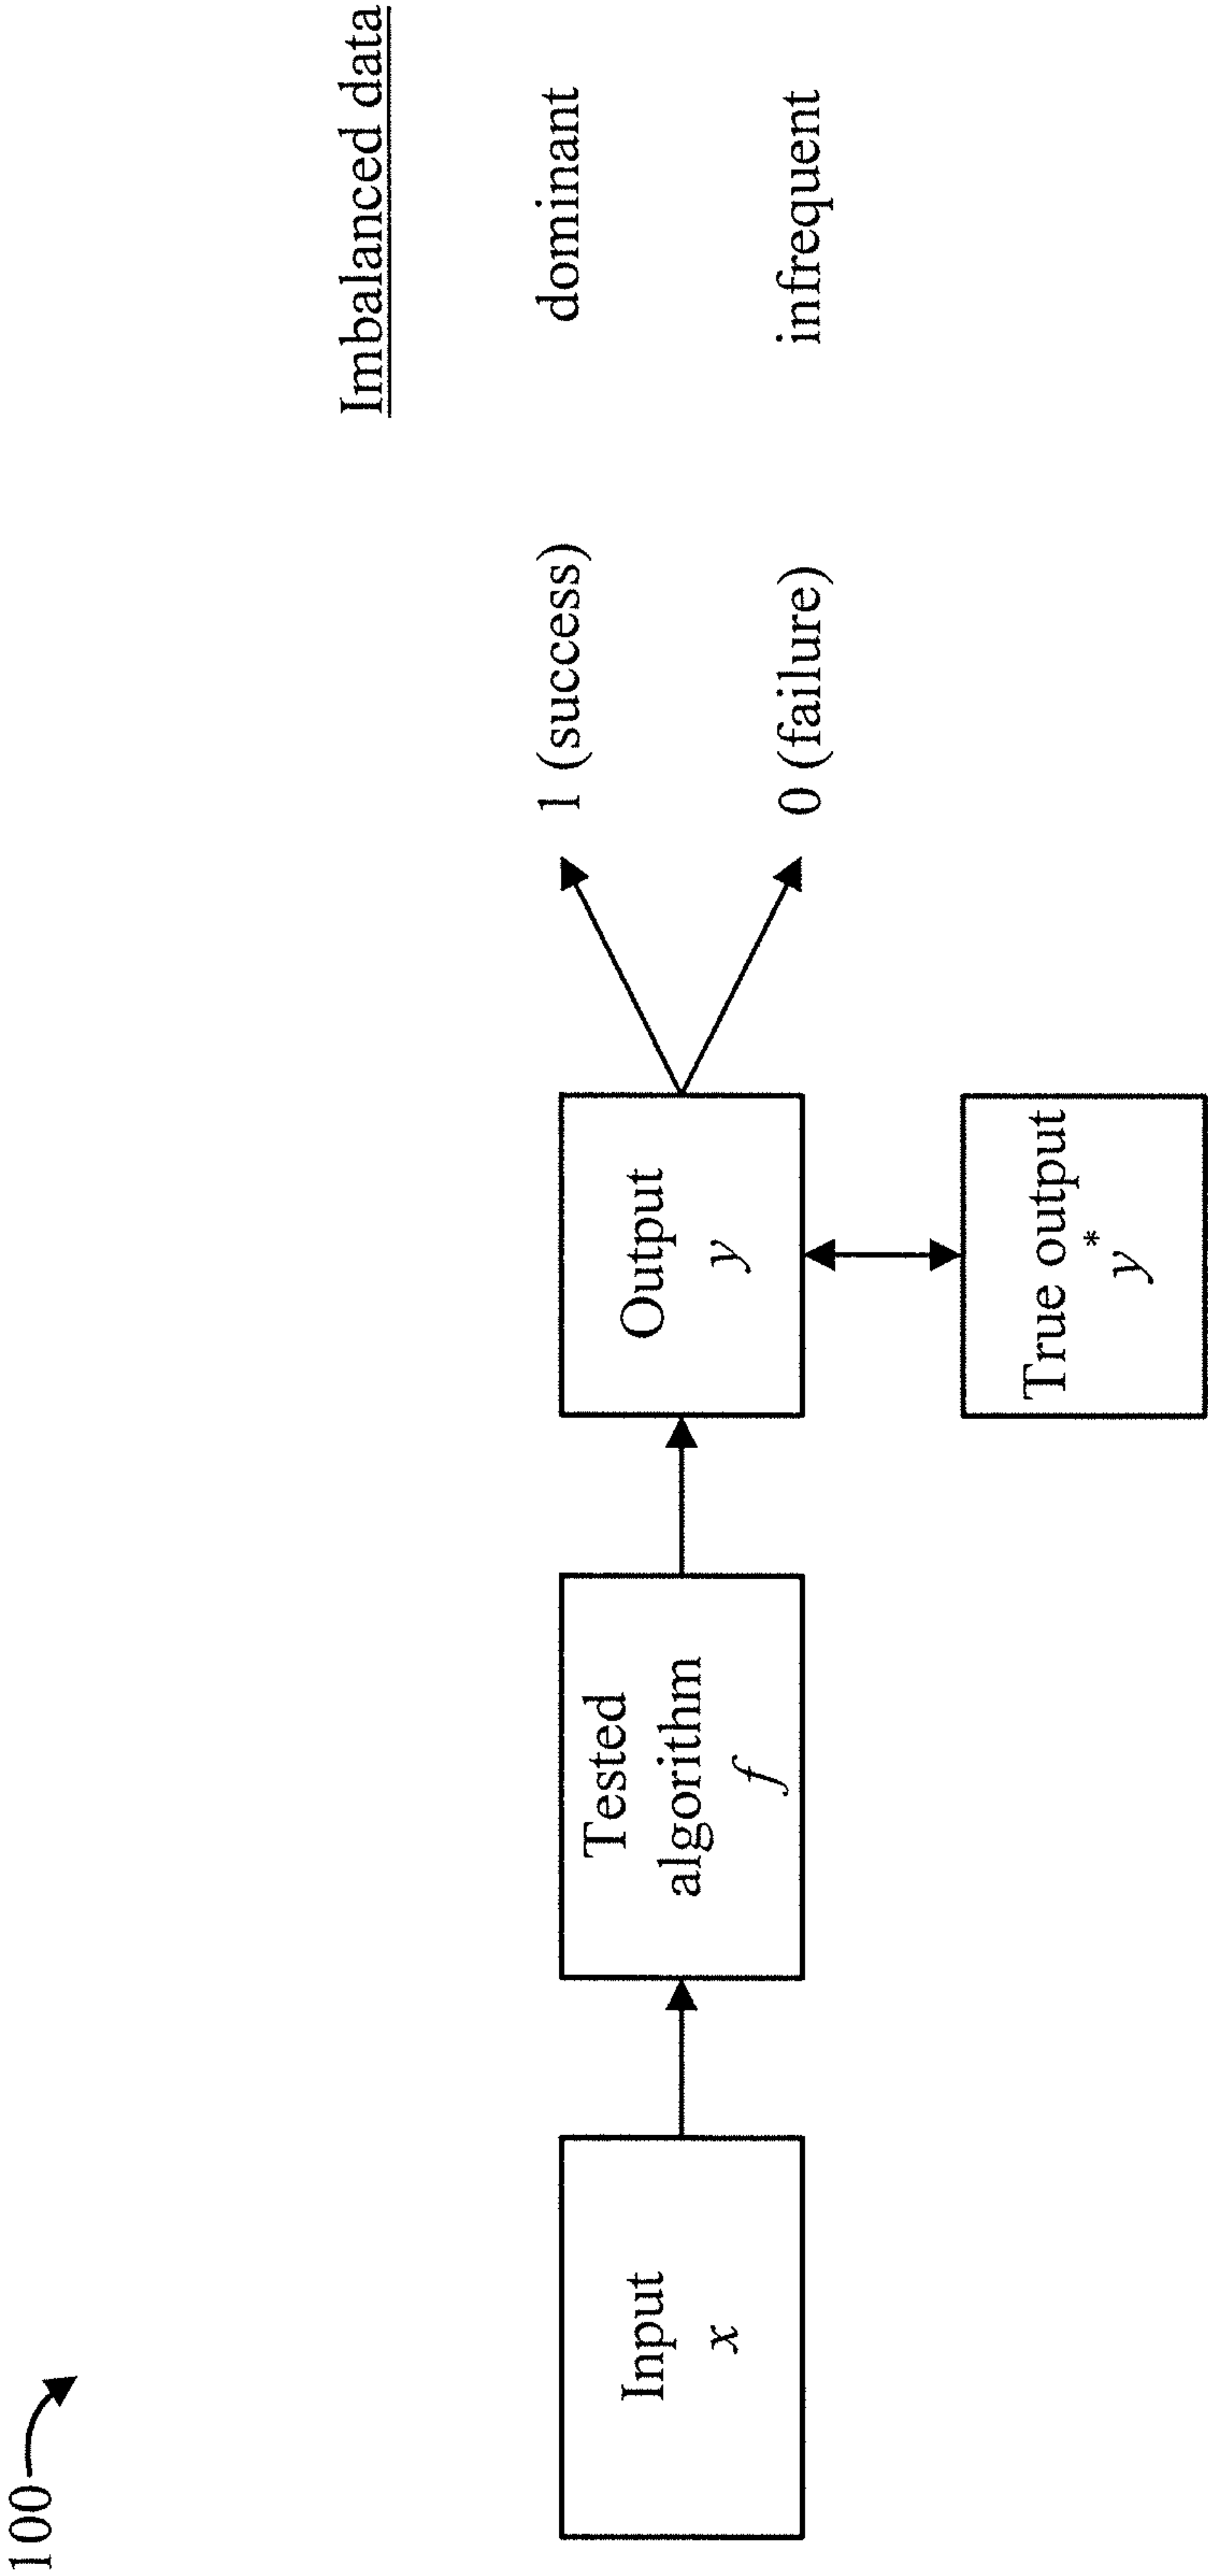 100
Imbalanced data
1 (success)
dominant
0 (failure)
infrequent
Input
x
Tested
algorithm
f
Output
y
True output
y*